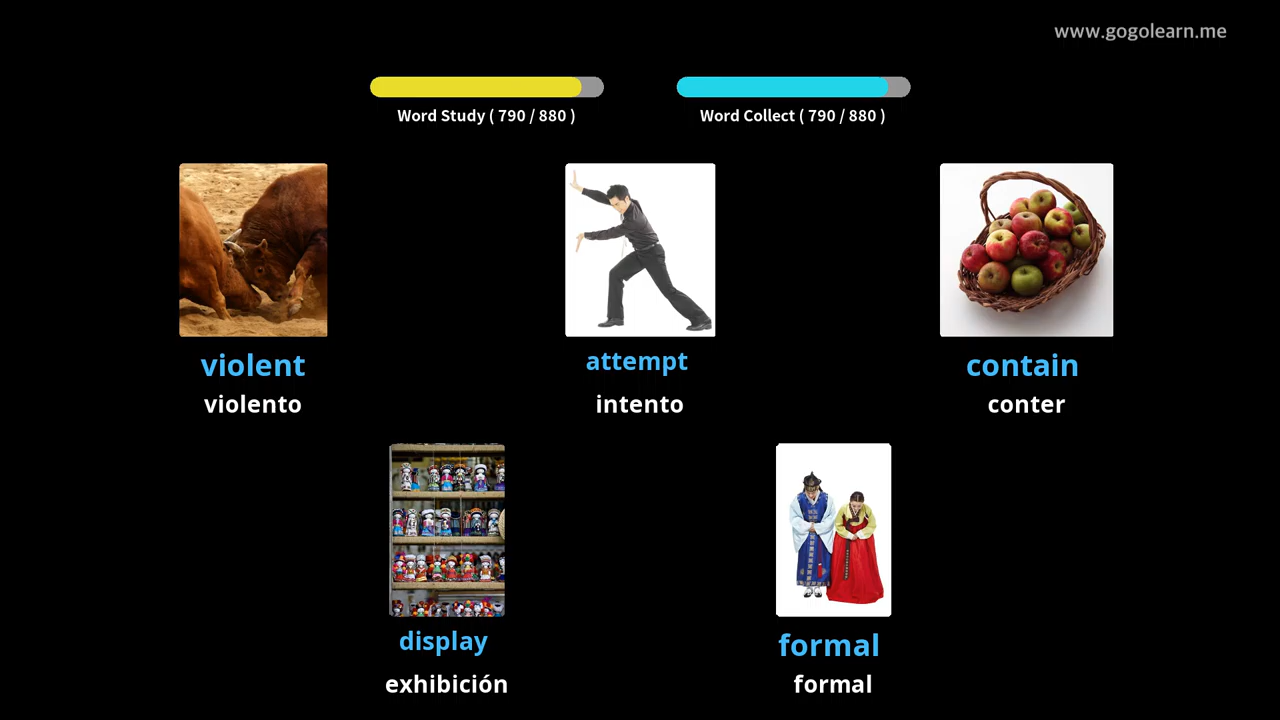 www.gogolearn.me
Word Study ( 790 / 880 )
Word Collect ( 790 / 880 )
violent
violento
attempt
intento
contain
conter
display
exhibición
formal
formal